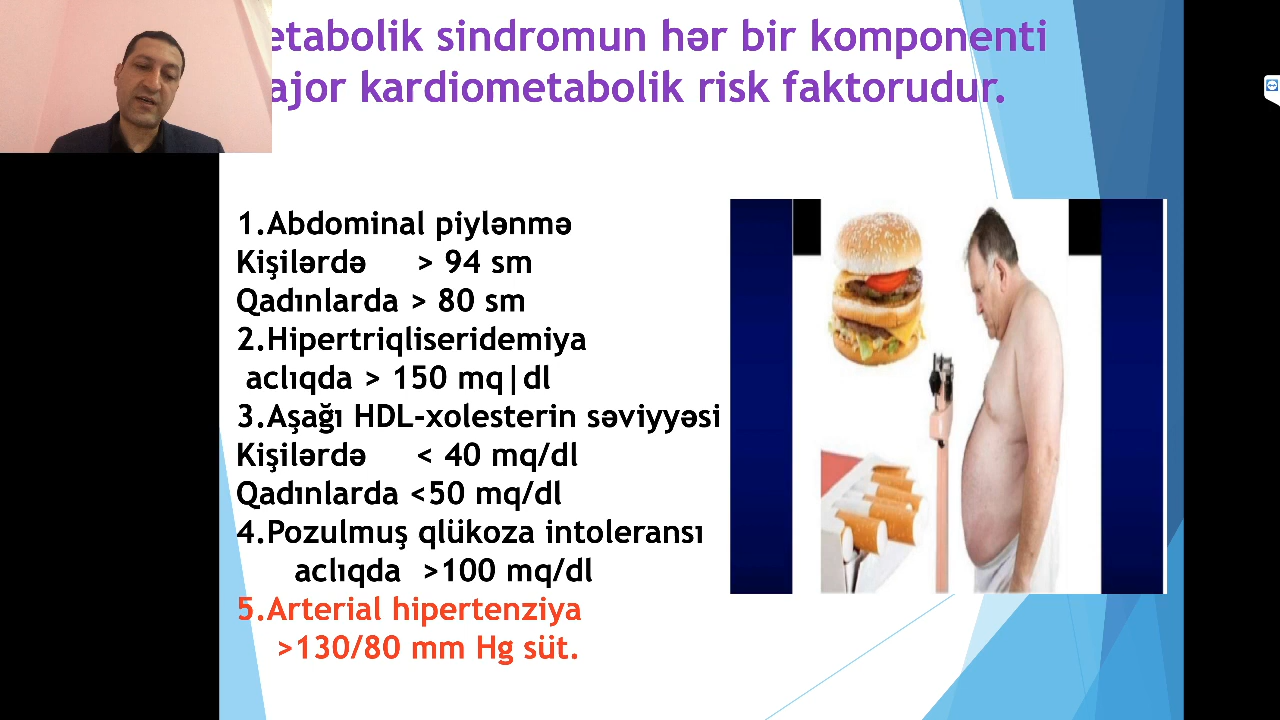 etabolik sindromun hər bir komponenti
ajor kardiometabolik risk faktorudur.
1.Abdominal piylənmə
Kişilərdə > 94 sm
Qadınlarda > 80 sm
2.Hipertriqliseridemiya
aclıqda > 150 mq|dl
3.Aşağı HDL-xolesterin səviyyəsi
Kişilərdə < 40 mq/dl
Qadınlarda <50 mq/dl
4.Pozulmuş qlükoza intoleransı
aclıqda >100 mq/dl
5.Arterial hipertenziya
>130/80 mm Hg süt.